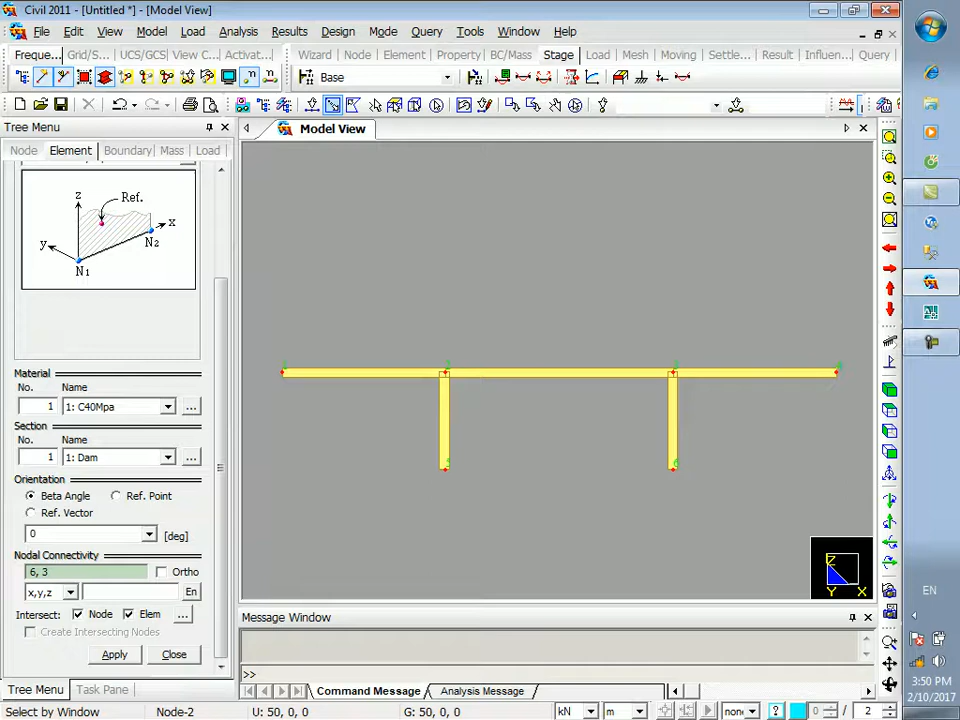 Civil 2011 - [Untitled *] - [Model View]
File Edit View Model Load Analysis Results Design Mode Query Tools Window Help
Freque... Grid/S... UCS/GCS View C... Activat... Wizard Node Element Property BC/Mass Stage Load Mesh Moving Settle... Result Influen... Query
Base
Tree Menu
Model View
Node Element Boundary Mass Load
z
Ref.
x
y
N2
N1
Material
No. Name
1 1: C40Mpa ...
Section
No. Name
1 1: Dam ...
Orientation
Beta Angle Ref. Point
Ref. Vector
0 [deg]
Nodal Connectivity
6, 3 Ortho
x,y,z En
Intersect: Node Elem ...
Create Intersecting Nodes
Apply Close
Z
Y X
Message Window
>>
Tree Menu Task Pane
Command Message Analysis Message
Select by Window Node-2 U: 50, 0, 0 G: 50, 0, 0 kN m none 0 / 2
EN
3:50 PM
2/10/2017